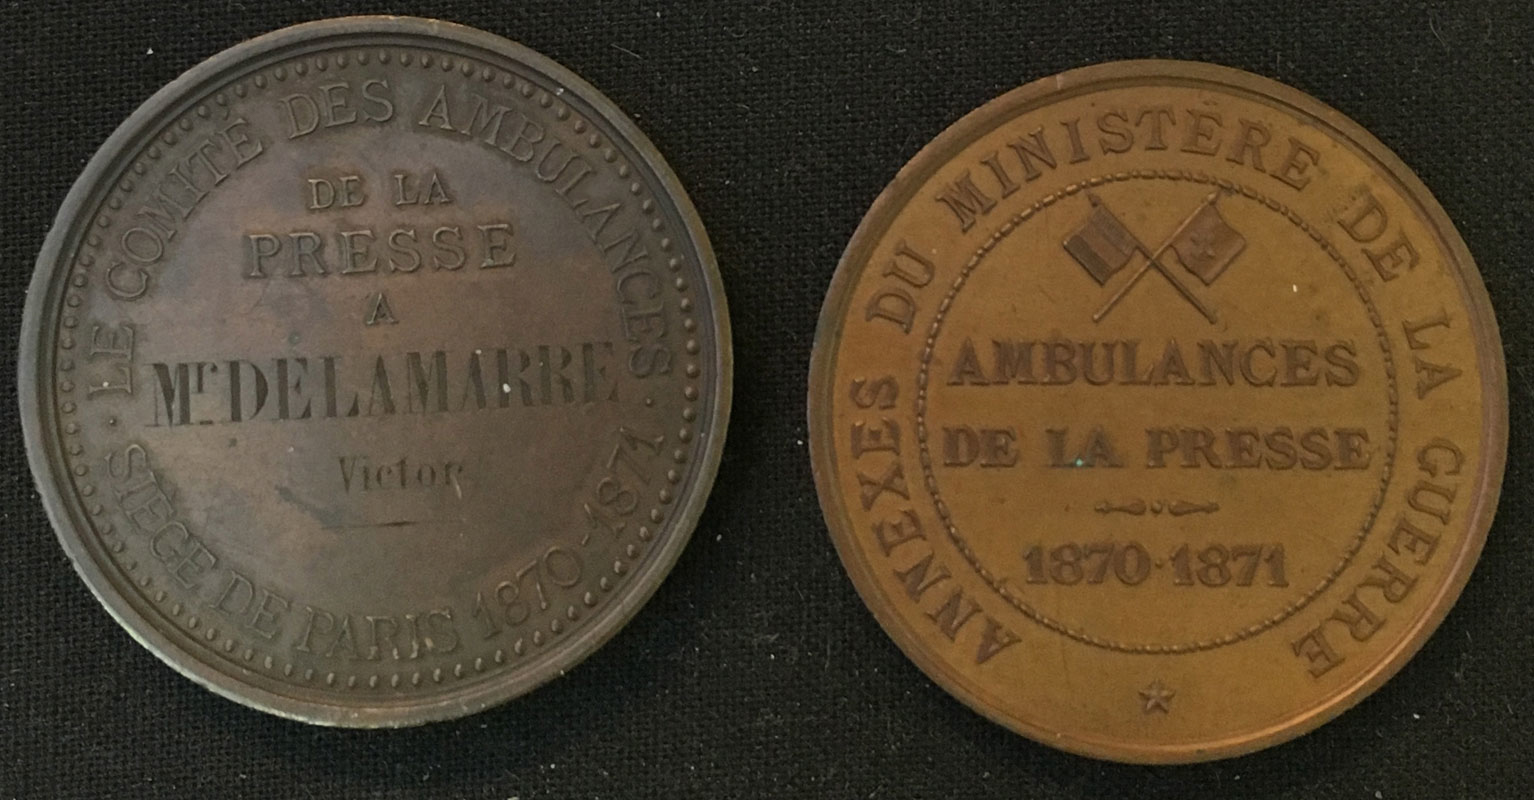 LE COMITÉ DES AMBULANCES
DE LA
PRESSE
A
Mr. DELAMARRE
Victor
SIÈGE DE PARIS 1870-1871
ANNEXES DU MINISTÈRE DE LA GUERRE
AMBULANCES
DE LA PRESSE
1870·1871